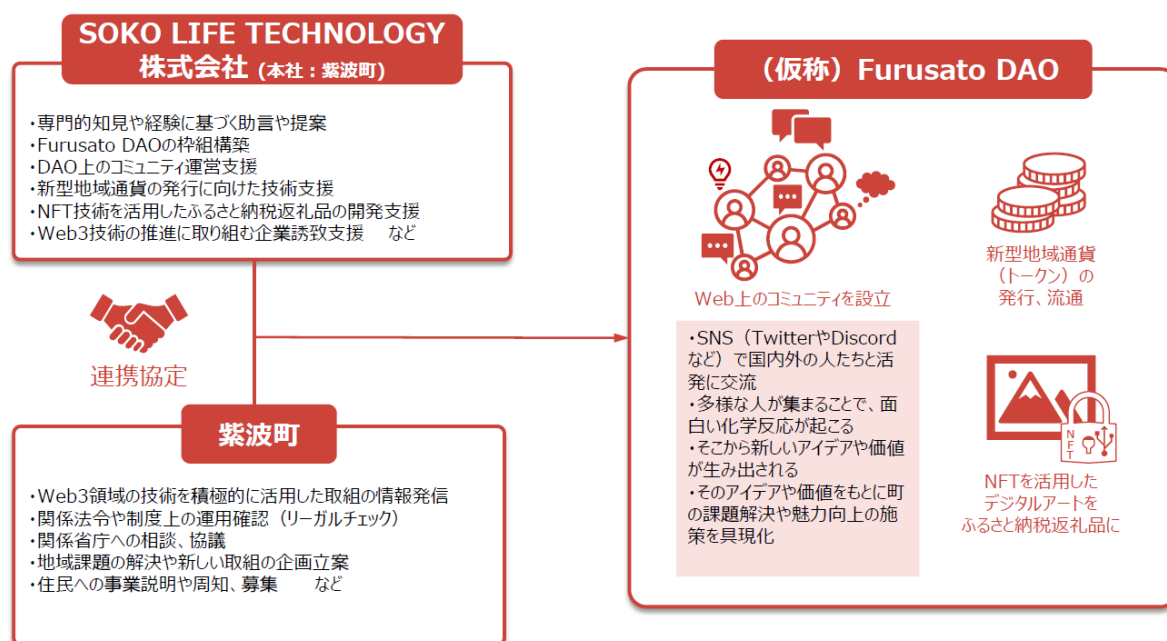 SOKO LIFE TECHNOLOGY
株式会社 (本社：紫波町)
・専門的知見や経験に基づく助言や提案
・Furusato DAOの枠組構築
・DAO上のコミュニティ運営支援
・新型地域通貨の発行に向けた技術支援
・NFT技術を活用したふるさと納税返礼品の開発支援
・Web3技術の推進に取り組む企業誘致支援　など
連携協定
紫波町
・Web3領域の技術を積極的に活用した取組の情報発信
・関係法令や制度上の運用確認（リーガルチェック）
・関係省庁への相談、協議
・地域課題の解決や新しい取組の企画立案
・住民への事業説明や周知、募集　　など
（仮称）Furusato DAO
Web上のコミュニティを設立
・SNS（TwitterやDiscord
など）で国内外の人たちと活
発に交流
・多様な人が集まることで、面
白い化学反応が起こる
・そこから新しいアイデアや価値
が生み出される
・そのアイデアや価値をもとに町
の課題解決や魅力向上の施
策を具現化
新型地域通貨
（トークン）の
発行、流通
NFT
NFTを活用した
デジタルアートを
ふるさと納税返礼品に